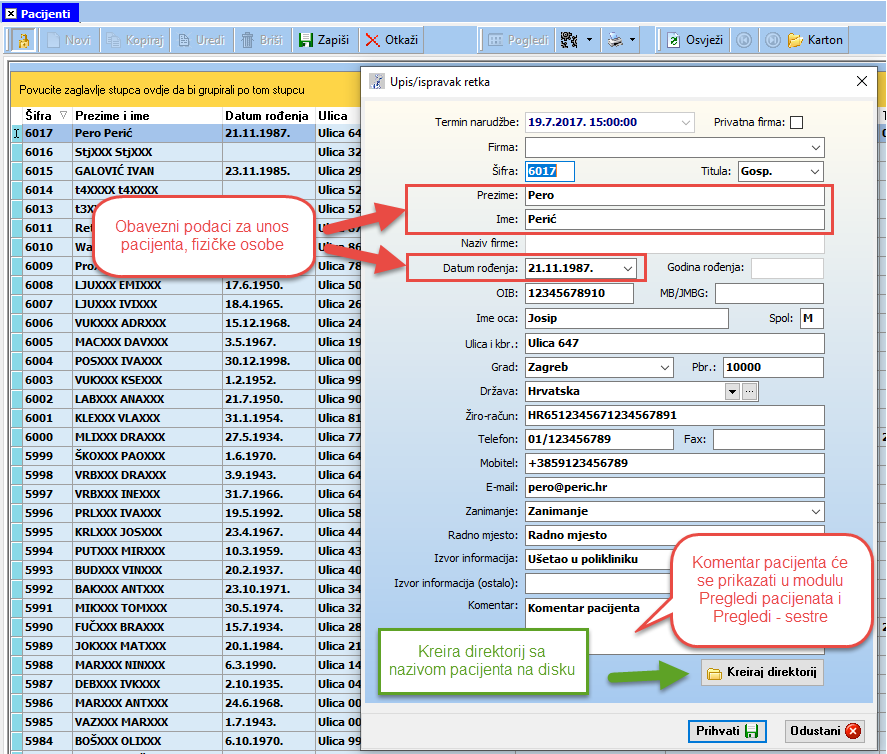 Pacijenti
Novi Kopiraj Uredi Briši Zapiši Otkaži Pogledi Osvježi Karton
Povucite zaglavlje stupca ovdje da bi grupirali po tom stupcu
Šifra Prezime i ime Datum rođenja Ulica
6017 Pero Perić 21.11.1987. Ulica 64
6016 StjXXX StjXXX Ulica 32
6015 GALOVIĆ IVAN 23.11.1985. Ulica 29
6014 t4XXXX t4XXXX Ulica 52
6013 t3X Ulica 52
6011 Ret Ulica 69
6010 Wa Ulica 86
6009 Pro Ulica 78
6008 LJUXXX EMIXXX 17.6.1950. Ulica 50
6007 LJUXXX IVIXXX 18.4.1965. Ulica 26
6006 VUKXXX ADRXXX 15.12.1968. Ulica 24
6005 MACXXX DAVXXX 3.5.1967. Ulica 19
6004 POSXXX IVAXXX 30.12.1998. Ulica 00
6003 VUKXXX KSEXXX 1.2.1952. Ulica 99
6002 LABXXX ANAXXX 21.7.1950. Ulica 90
6001 KLEXXX VLAXXX 31.1.1954. Ulica 81
6000 MLIXXX DRAXXX 27.5.1934. Ulica 77
5999 ŠKOXXX PAOXXX 1.6.1970. Ulica 64
5998 VRBXXX DRAXXX 3.9.1943. Ulica 64
5997 VRBXXX INEXXX 31.7.1966. Ulica 64
5996 PRLXXX IVAXXX 19.5.1992. Ulica 58
5995 KRLXXX JOSXXX 23.4.1967. Ulica 44
5994 PUTXXX MIRXXX 10.3.1959. Ulica 43
5993 BUDXXX VINXXX 20.2.1937. Ulica 40
5992 BAKXXX ANTXXX 23.10.1971. Ulica 34
5991 MIKXXX TOMXXX 30.5.1974. Ulica 32
5990 FUČXXX BRAXXX 15.7.1934. Ulica 28
5989 JOKXXX MATXXX 20.1.1984. Ulica 21
5988 MARXXX NINXXX 6.3.1990. Ulica 14
5987 DEBXXX IVKXXX 2.10.1935. Ulica 04
5986 MARXXX ANTXXX 24.6.1968. Ulica 00
5985 VAZXXX MARXXX 1.7.1943. Ulica 00
5984 BOŠXXX OLIXXX 6.10.1970. Ulica 99
Obavezni podaci za unos
pacijenta, fizičke osobe
Upis/ispravak retka
Termin narudžbe: 19.7.2017. 15:00:00 Privatna firma:
Firma:
Šifra: 6017 Titula: Gosp.
Prezime: Pero
Ime: Perić
Naziv firme:
Datum rođenja: 21.11.1987. Godina rođenja:
OIB: 12345678910 MB/JMBG:
Ime oca: Josip Spol: M
Ulica i kbr.: Ulica 647
Grad: Zagreb Pbr.: 10000
Država: Hrvatska
Žiro-račun: HR6512345671234567891
Telefon: 01/123456789 Fax:
Mobitel: +3859123456789
E-mail: pero@peric.hr
Zanimanje: Zanimanje
Radno mjesto: Radno mjesto
Izvor informacija: Ušetao u polikliniku
Izvor informacija (ostalo):
Komentar: Komentar pacijenta
Komentar pacijenta će
se prikazati u modulu
Pregledi pacijenata i
Pregledi - sestre
Kreira direktorij sa
nazivom pacijenta na disku
Kreiraj direktorij
Prihvati Odustani